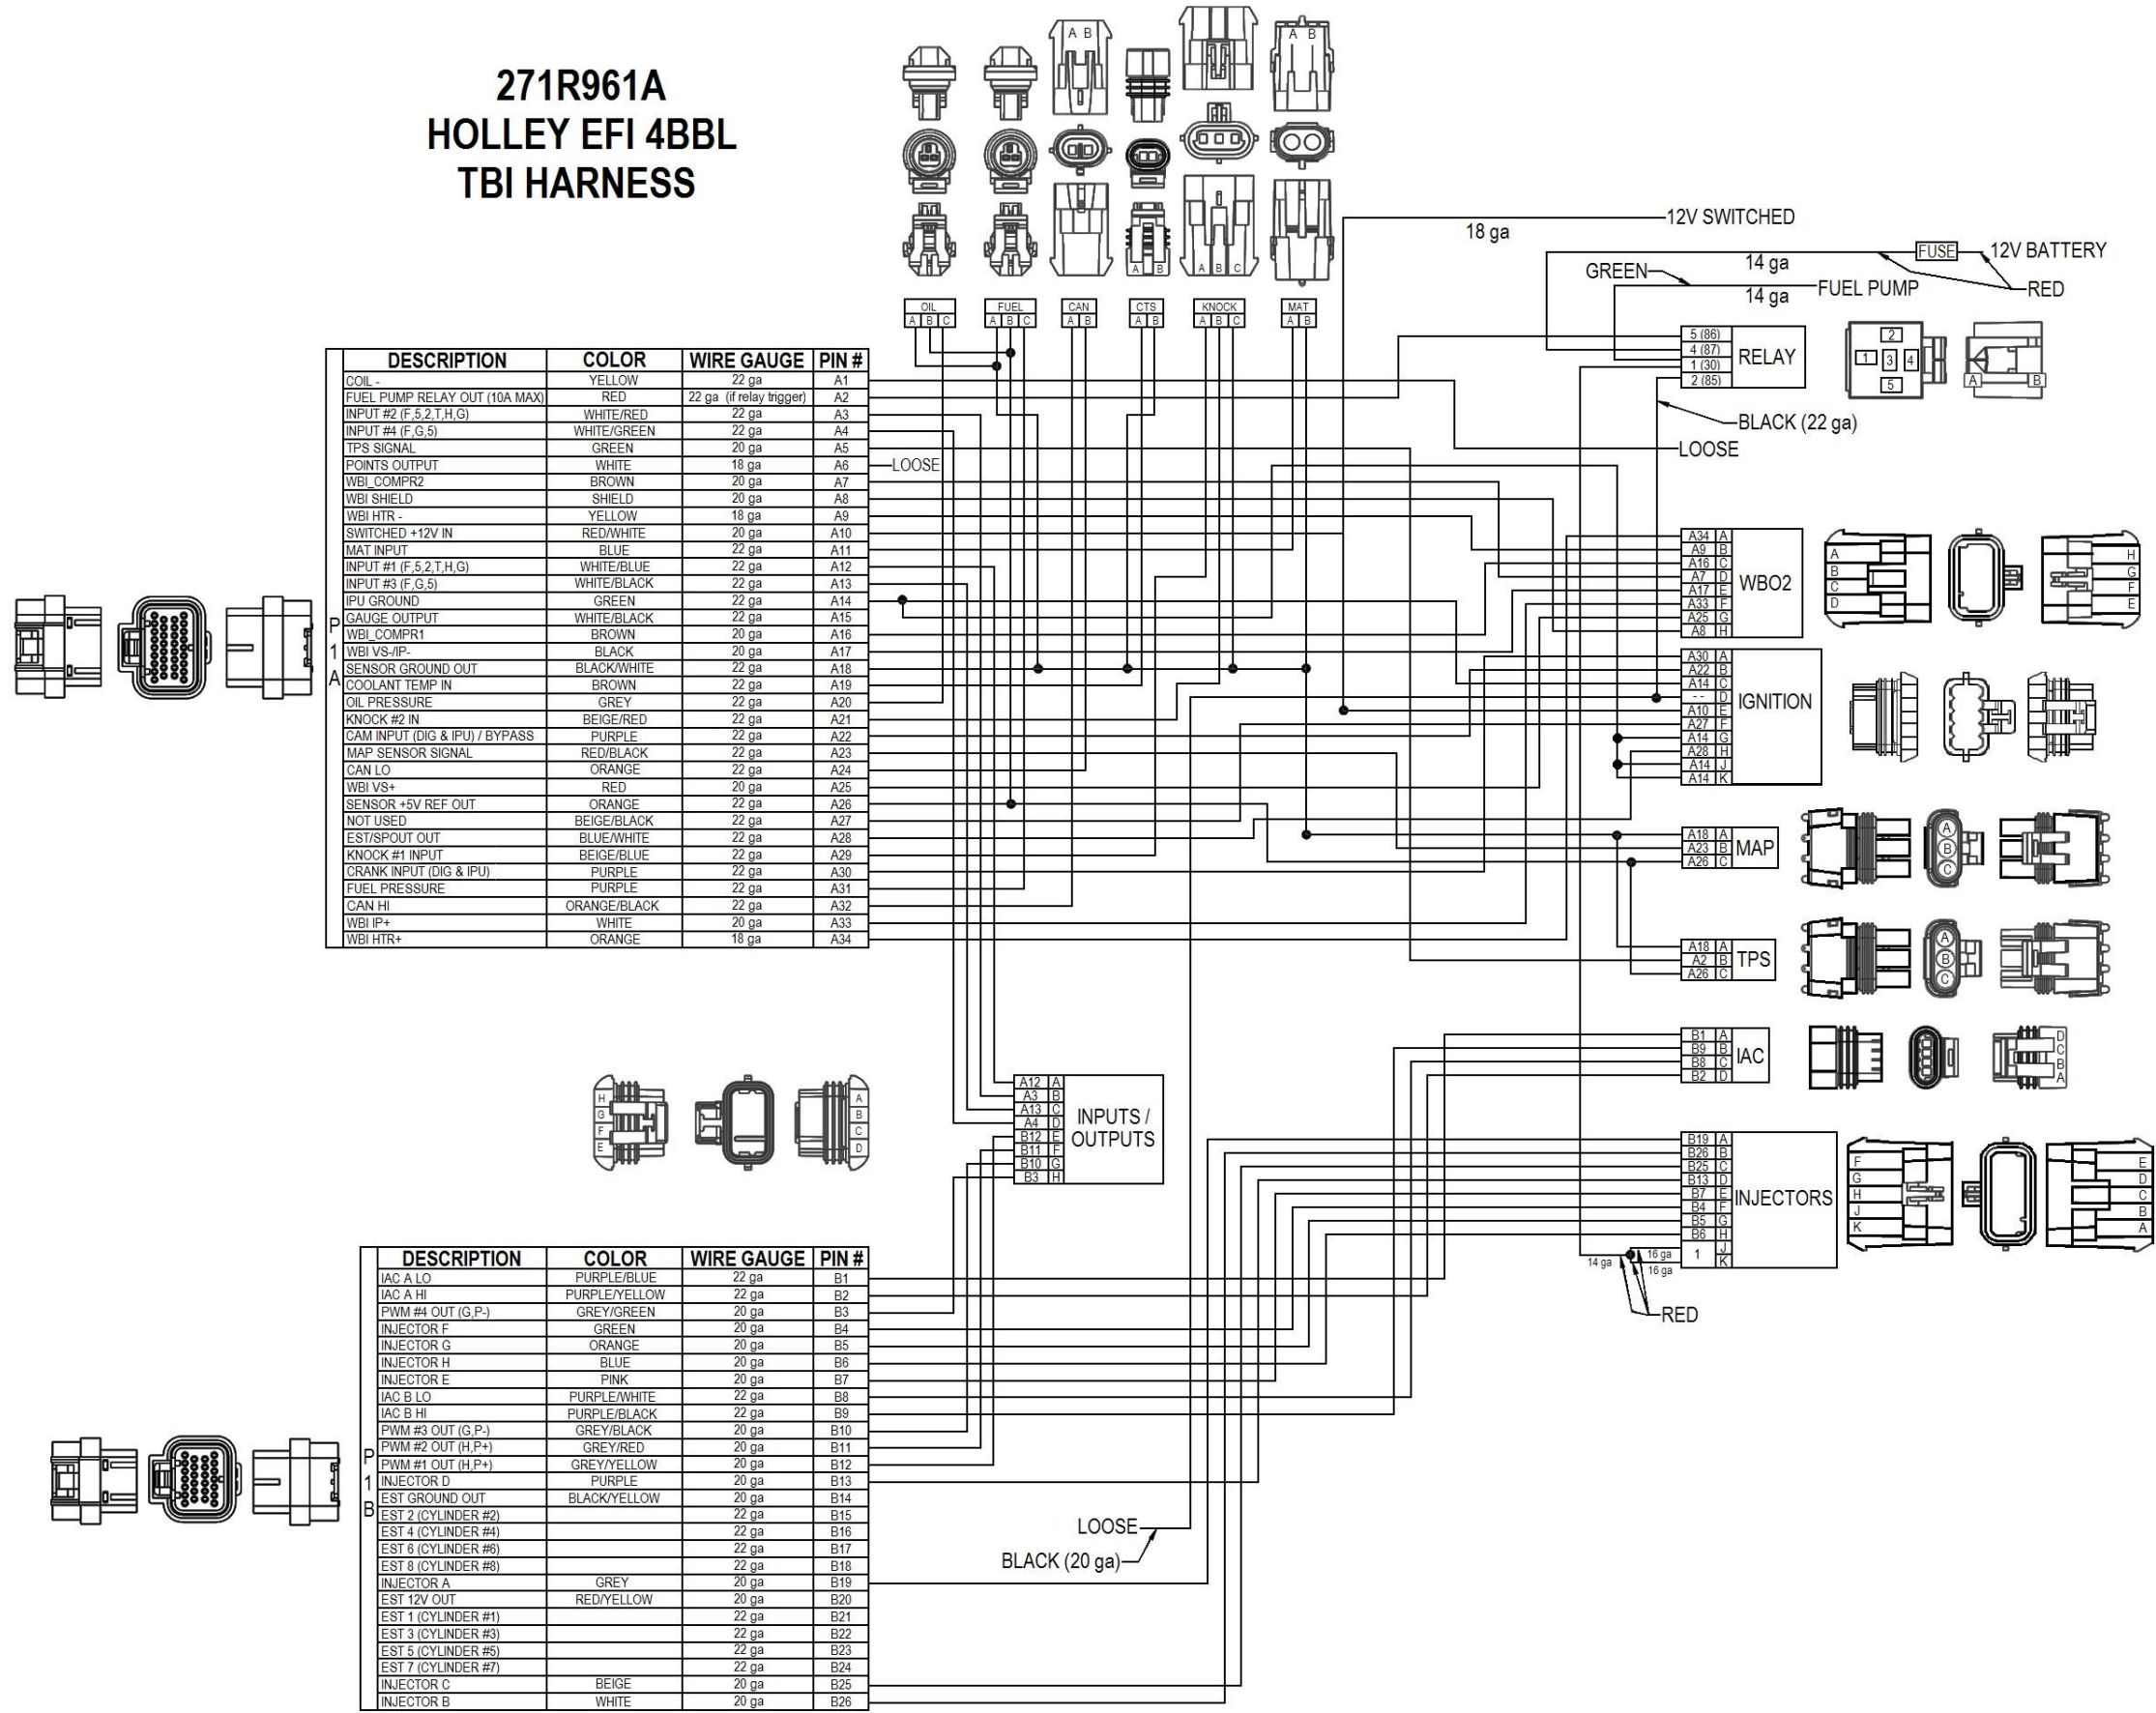 271R961A
HOLLEY EFI 4BBL
TBI HARNESS
A B
A B
A B
A B C
OIL
A B C
FUEL
A B C
CAN
A B
CTS
A B
KNOCK
A B C
MAT
A B
12V SWITCHED
18 ga
FUSE
12V BATTERY
14 ga
GREEN
14 ga
FUEL PUMP
RED
5 (86)
4 (87)
1 (30)
2 (85)
RELAY
2
1 3 4
5
A B
BLACK (22 ga)
LOOSE
P1A
DESCRIPTION COLOR WIRE GAUGE PIN #
COIL - YELLOW 22 ga A1
FUEL PUMP RELAY OUT (10A MAX) RED 22 ga (if relay trigger) A2
INPUT #2 (F,5,2,T,H,G) WHITE/RED 22 ga A3
INPUT #4 (F,G,5) WHITE/GREEN 22 ga A4
TPS SIGNAL GREEN 20 ga A5
POINTS OUTPUT WHITE 18 ga A6 LOOSE
WBI_COMPR2 BROWN 20 ga A7
WBI SHIELD SHIELD 20 ga A8
WBI HTR - YELLOW 18 ga A9
SWITCHED +12V IN RED/WHITE 20 ga A10
MAT INPUT BLUE 22 ga A11
INPUT #1 (F,5,2,T,H,G) WHITE/BLUE 22 ga A12
INPUT #3 (F,G,5) WHITE/BLACK 22 ga A13
IPU GROUND GREEN 22 ga A14
GAUGE OUTPUT WHITE/BLACK 22 ga A15
WBI_COMPR1 BROWN 20 ga A16
WBI VS-/IP- BLACK 20 ga A17
SENSOR GROUND OUT BLACK/WHITE 22 ga A18
COOLANT TEMP IN BROWN 22 ga A19
OIL PRESSURE GREY 22 ga A20
KNOCK #2 IN BEIGE/RED 22 ga A21
CAM INPUT (DIG & IPU) / BYPASS PURPLE 22 ga A22
MAP SENSOR SIGNAL RED/BLACK 22 ga A23
CAN LO ORANGE 22 ga A24
WBI VS+ RED 20 ga A25
SENSOR +5V REF OUT ORANGE 22 ga A26
NOT USED BEIGE/BLACK 22 ga A27
EST/SPOUT OUT BLUE/WHITE 22 ga A28
KNOCK #1 INPUT BEIGE/BLUE 22 ga A29
CRANK INPUT (DIG & IPU) PURPLE 22 ga A30
FUEL PRESSURE PURPLE 22 ga A31
CAN HI ORANGE/BLACK 22 ga A32
WBI IP+ WHITE 20 ga A33
WBI HTR+ ORANGE 18 ga A34
A34 A
A9 B
A16 C
A7 D
A17 E
A33 F
A25 G
A8 H
WBO2
A
B
C
D
H
G
F
E
A30 A
A22 B
A14 C
- - D
A10 E
A27 F
A14 G
A28 H
A14 J
A14 K
IGNITION
A18 A
A23 B
A26 C
MAP
A
B
C
A18 A
A2 B
A26 C
TPS
A
B
C
B1 A
B9 B
B8 C
B2 D
IAC
D
C
B
A
H
G
F
E
A
B
C
D
A12 A
A3 B
A13 C
A4 D
B12 E
B11 F
B10 G
B3 H
INPUTS /
OUTPUTS
B19 A
B26 B
B25 C
B13 D
B7 E
B4 F
B5 G
B6 H
1 J
K
INJECTORS
F
G
H
J
K
E
D
C
B
A
14 ga
16 ga
16 ga
RED
P1B
DESCRIPTION COLOR WIRE GAUGE PIN #
IAC A LO PURPLE/BLUE 22 ga B1
IAC A HI PURPLE/YELLOW 22 ga B2
PWM #4 OUT (G,P-) GREY/GREEN 20 ga B3
INJECTOR F GREEN 20 ga B4
INJECTOR G ORANGE 20 ga B5
INJECTOR H BLUE 20 ga B6
INJECTOR E PINK 20 ga B7
IAC B LO PURPLE/WHITE 22 ga B8
IAC B HI PURPLE/BLACK 22 ga B9
PWM #3 OUT (G,P-) GREY/BLACK 20 ga B10
PWM #2 OUT (H,P+) GREY/RED 20 ga B11
PWM #1 OUT (H,P+) GREY/YELLOW 20 ga B12
INJECTOR D PURPLE 20 ga B13
EST GROUND OUT BLACK/YELLOW 20 ga B14
EST 2 (CYLINDER #2) 22 ga B15
EST 4 (CYLINDER #4) 22 ga B16
EST 6 (CYLINDER #6) 22 ga B17
EST 8 (CYLINDER #8) 22 ga B18
INJECTOR A GREY 20 ga B19
EST 12V OUT RED/YELLOW 20 ga B20
EST 1 (CYLINDER #1) 22 ga B21
EST 3 (CYLINDER #3) 22 ga B22
EST 5 (CYLINDER #5) 22 ga B23
EST 7 (CYLINDER #7) 22 ga B24
INJECTOR C BEIGE 20 ga B25
INJECTOR B WHITE 20 ga B26
LOOSE
BLACK (20 ga)